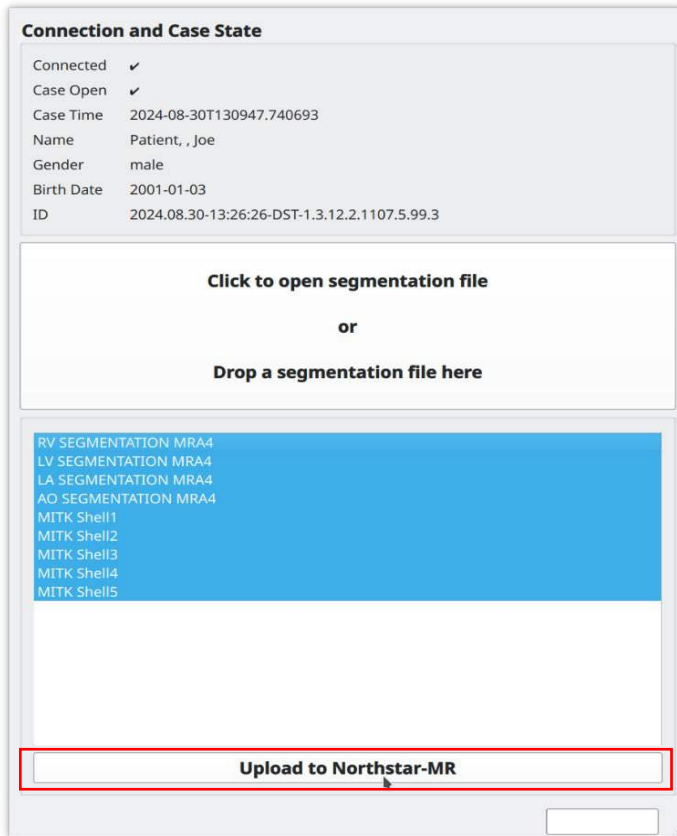 Connection and Case State
Connected ✔
Case Open ✔
Case Time 2024-08-30T130947.740693
Name Patient, , Joe
Gender male
Birth Date 2001-01-03
ID 2024.08.30-13:26:26-DST-1.3.12.2.1107.5.99.3
Click to open segmentation file
or
Drop a segmentation file here
RV SEGMENTATION MRA4
LV SEGMENTATION MRA4
LA SEGMENTATION MRA4
AO SEGMENTATION MRA4
MITK Shell1
MITK Shell2
MITK Shell3
MITK Shell4
MITK Shell5
Upload to Northstar-MR